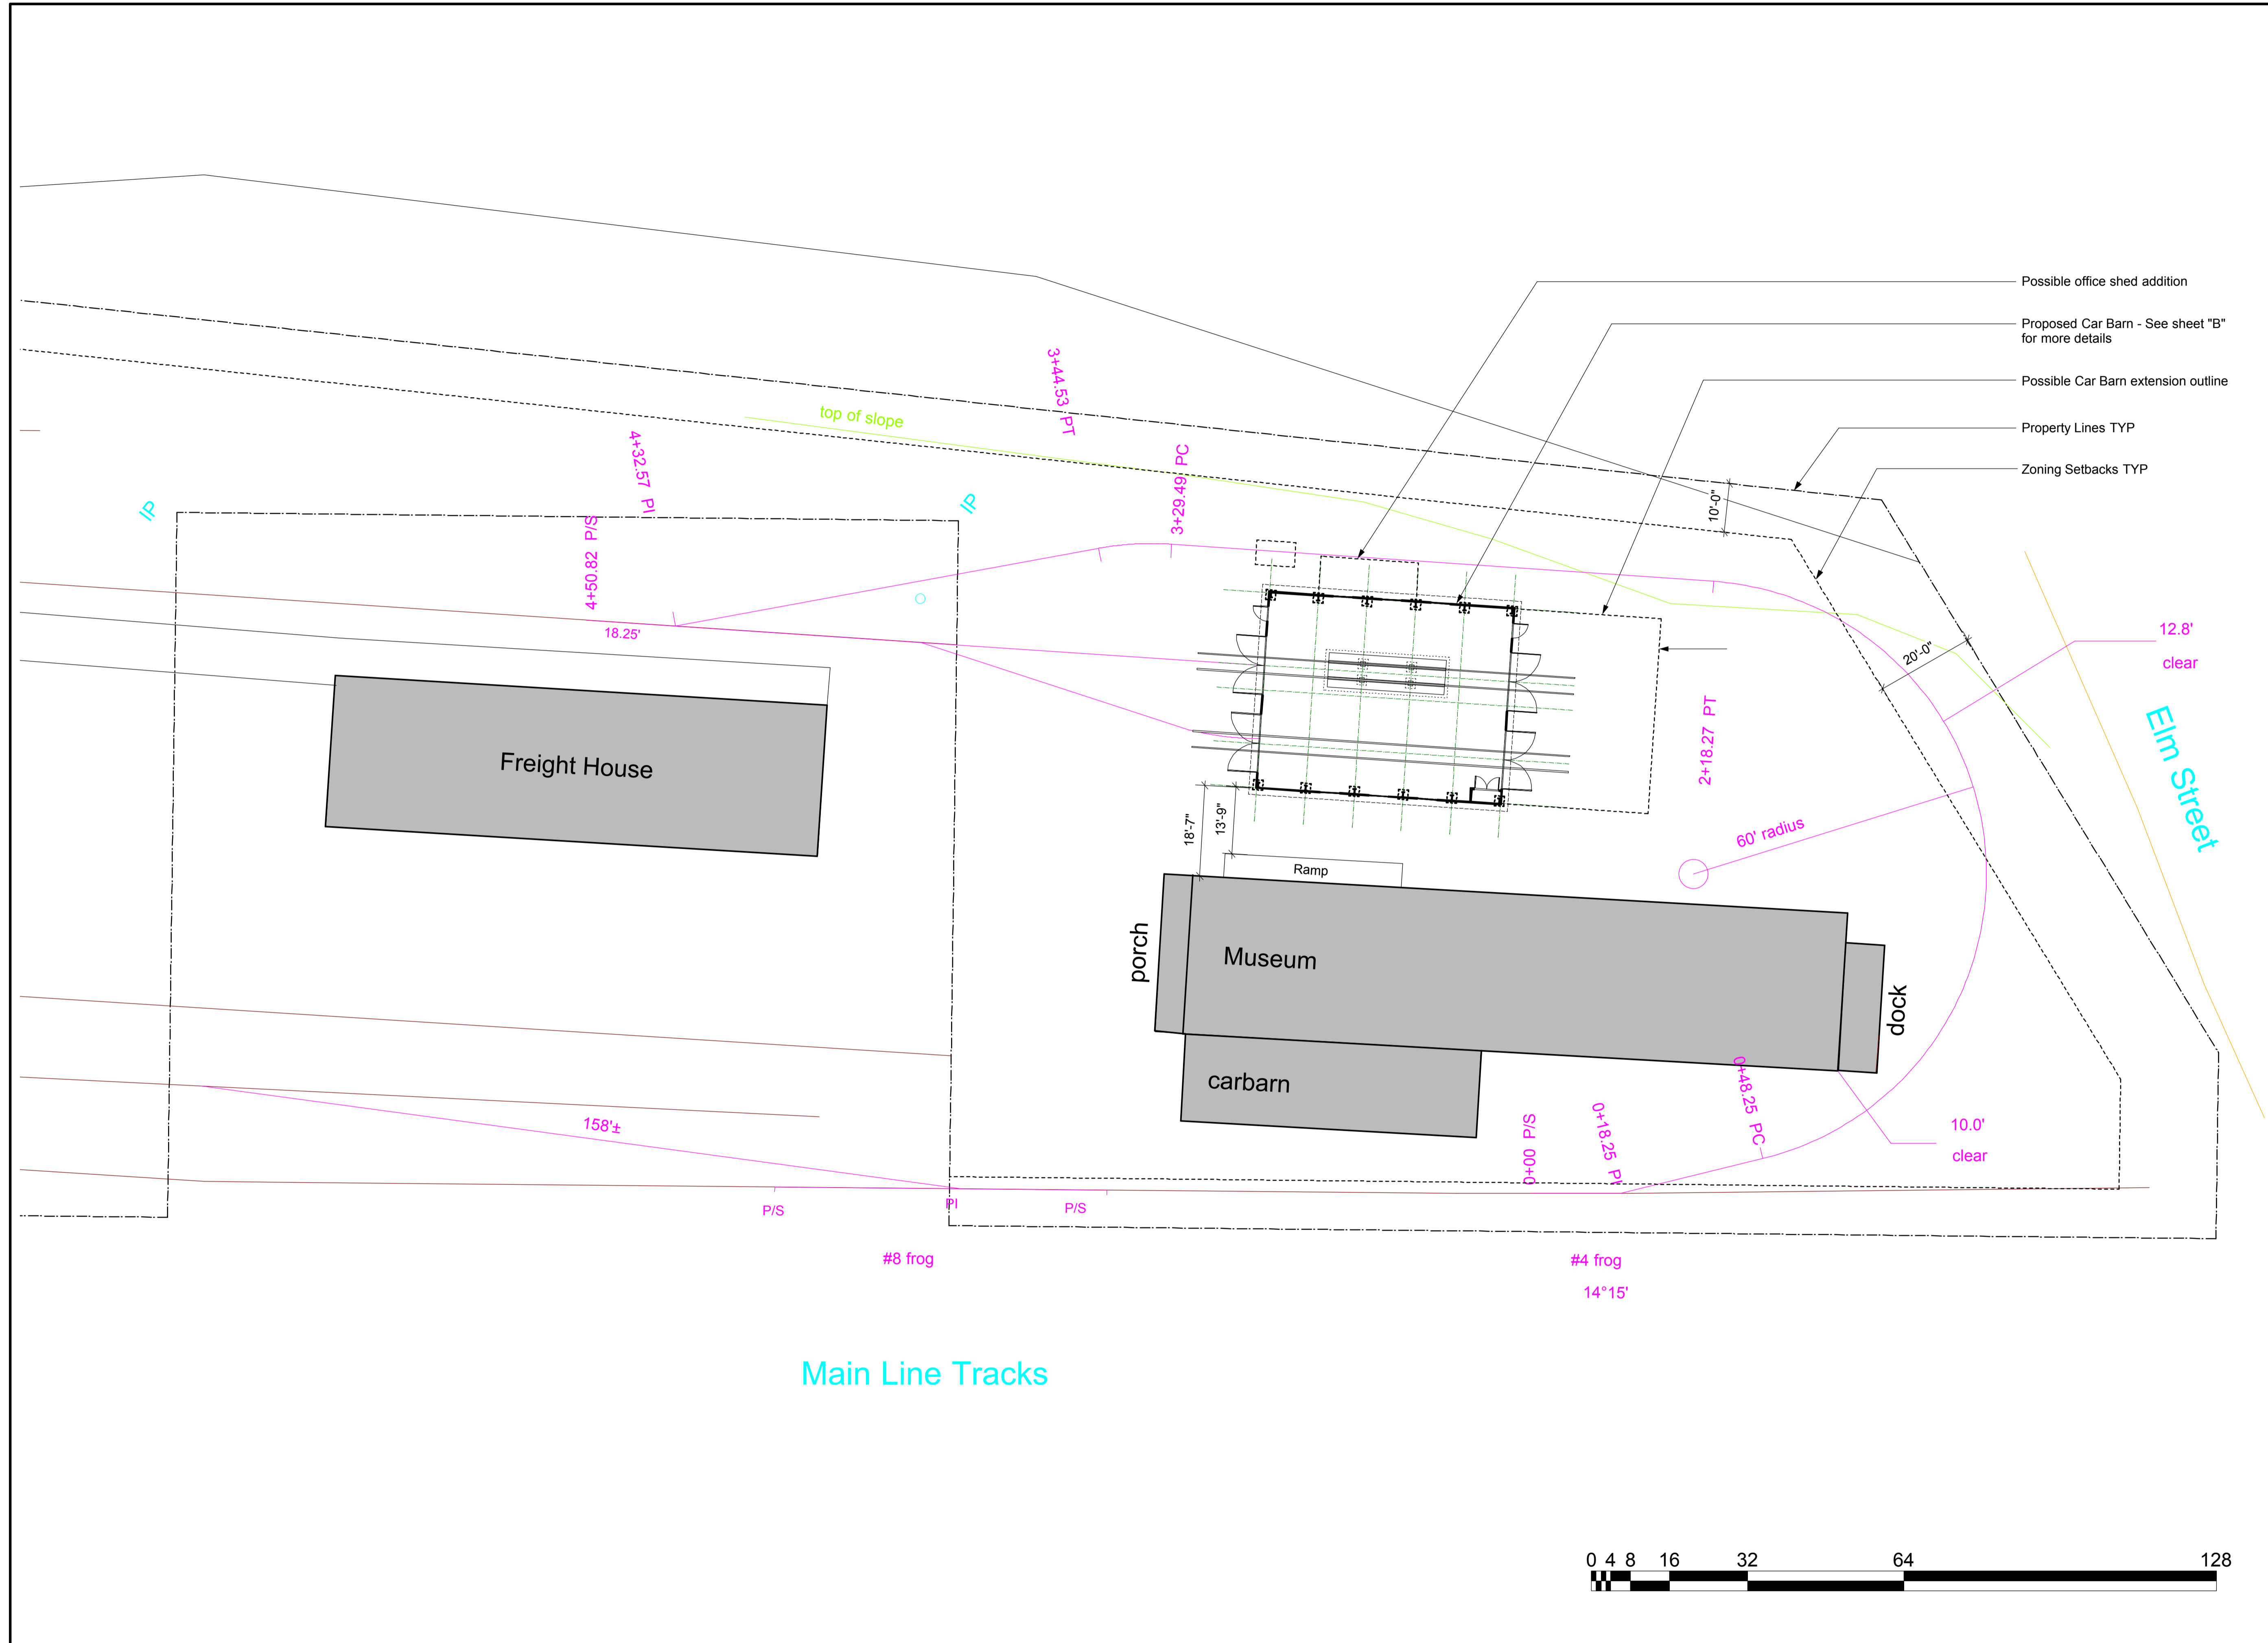 Possible office shed addition
Proposed Car Barn - See sheet "B"
for more details
Possible Car Barn extension outline
Property Lines TYP
Zoning Setbacks TYP
3+44.53 PT
top of slope
4+32.57 PI
3+29.49 PC
IP
IP
4+50.82 P/S
10'-0"
18.25'
12.8'
clear
20'-0"
Elm Street
2+18.27 PT
Freight House
18'-7"
13'-9"
60' radius
Ramp
porch
Museum
dock
carbarn
0+48.25 PC
158'±
0+00 P/S
0+18.25 PI
10.0'
clear
P/S
PI
P/S
#8 frog
#4 frog
14°15'
Main Line Tracks
0 4 8 16 32 64 128